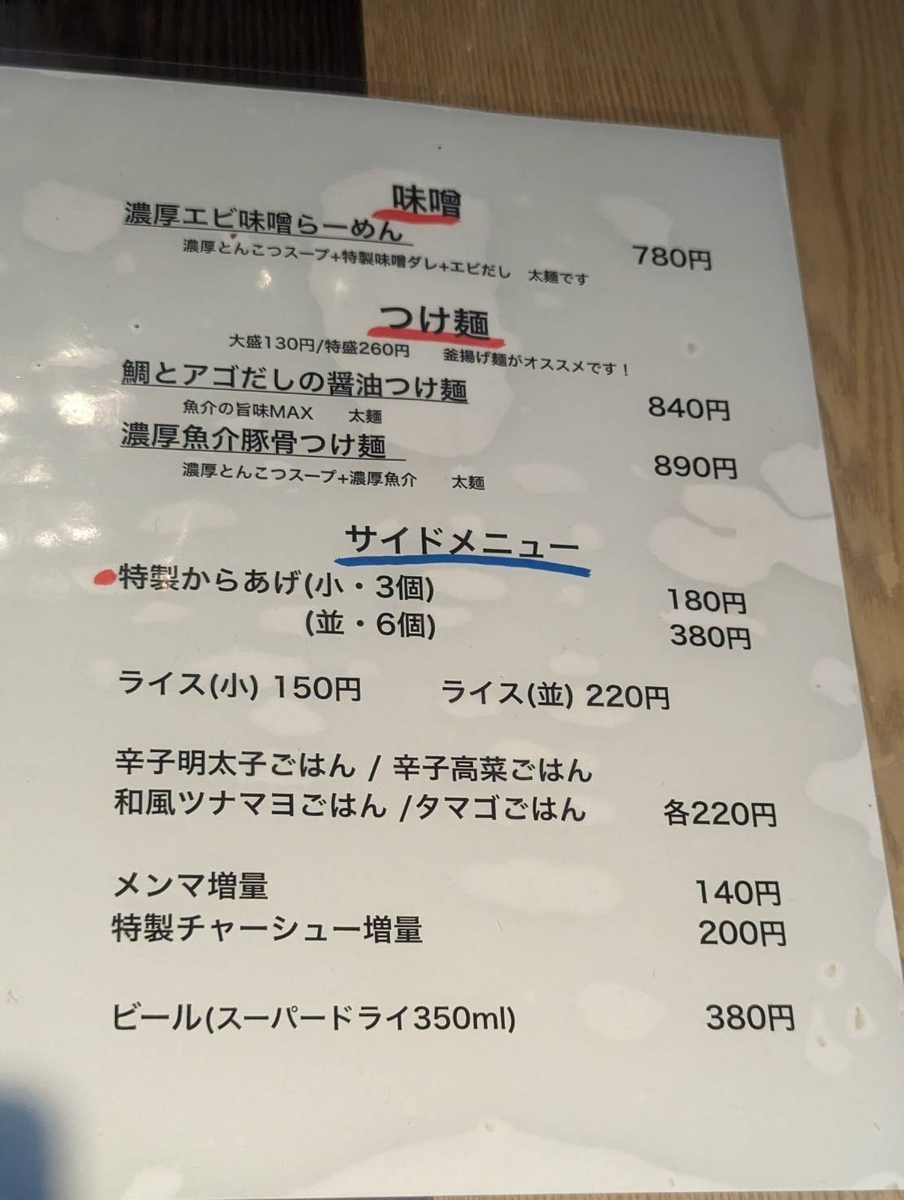 味噌
濃厚エビ味噌らーめん 780円
濃厚とんこつスープ+特製味噌ダレ+エビだし 太麺です
つけ麺
大盛130円/特盛260円 釜揚げ麺がオススメです！
鯛とアゴだしの醤油つけ麺 840円
魚介の旨味MAX 太麺
濃厚魚介豚骨つけ麺 890円
濃厚とんこつスープ+濃厚魚介 太麺
サイドメニュー
特製からあげ(小・3個) 180円
(並・6個) 380円
ライス(小) 150円 ライス(並) 220円
辛子明太子ごはん / 辛子高菜ごはん
和風ツナマヨごはん /タマゴごはん 各220円
メンマ増量 140円
特製チャーシュー増量 200円
ビール(スーパードライ350ml) 380円